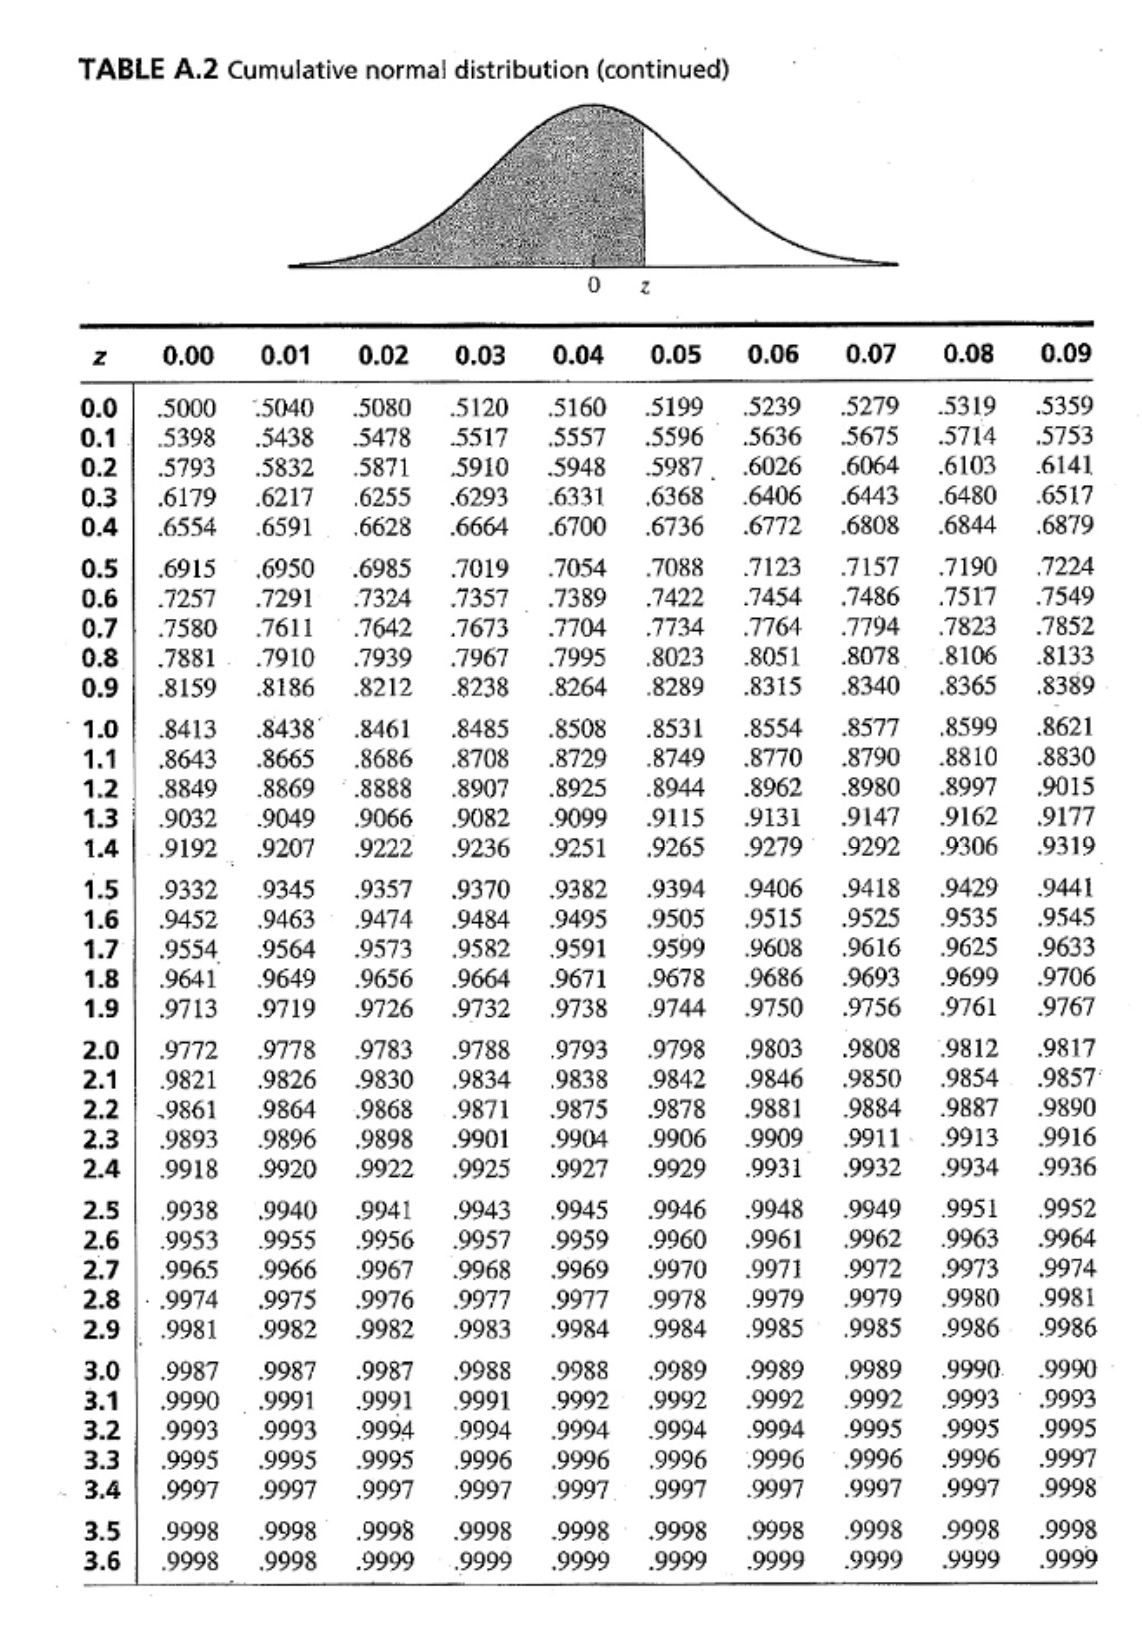 TABLE A.2 Cumulative normal distribution (continued)
0 z
z 0.00 0.01 0.02 0.03 0.04 0.05 0.06 0.07 0.08 0.09
0.0 .5000 .5040 .5080 .5120 .5160 .5199 .5239 .5279 .5319 .5359
0.1 .5398 .5438 .5478 .5517 .5557 .5596 .5636 .5675 .5714 .5753
0.2 .5793 .5832 .5871 .5910 .5948 .5987 .6026 .6064 .6103 .6141
0.3 .6179 .6217 .6255 .6293 .6331 .6368 .6406 .6443 .6480 .6517
0.4 .6554 .6591 .6628 .6664 .6700 .6736 .6772 .6808 .6844 .6879
0.5 .6915 .6950 .6985 .7019 .7054 .7088 .7123 .7157 .7190 .7224
0.6 .7257 .7291 .7324 .7357 .7389 .7422 .7454 .7486 .7517 .7549
0.7 .7580 .7611 .7642 .7673 .7704 .7734 .7764 .7794 .7823 .7852
0.8 .7881 .7910 .7939 .7967 .7995 .8023 .8051 .8078 .8106 .8133
0.9 .8159 .8186 .8212 .8238 .8264 .8289 .8315 .8340 .8365 .8389
1.0 .8413 .8438 .8461 .8485 .8508 .8531 .8554 .8577 .8599 .8621
1.1 .8643 .8665 .8686 .8708 .8729 .8749 .8770 .8790 .8810 .8830
1.2 .8849 .8869 .8888 .8907 .8925 .8944 .8962 .8980 .8997 .9015
1.3 .9032 .9049 .9066 .9082 .9099 .9115 .9131 .9147 .9162 .9177
1.4 .9192 .9207 .9222 .9236 .9251 .9265 .9279 .9292 .9306 .9319
1.5 .9332 .9345 .9357 .9370 .9382 .9394 .9406 .9418 .9429 .9441
1.6 .9452 .9463 .9474 .9484 .9495 .9505 .9515 .9525 .9535 .9545
1.7 .9554 .9564 .9573 .9582 .9591 .9599 .9608 .9616 .9625 .9633
1.8 .9641 .9649 .9656 .9664 .9671 .9678 .9686 .9693 .9699 .9706
1.9 .9713 .9719 .9726 .9732 .9738 .9744 .9750 .9756 .9761 .9767
2.0 .9772 .9778 .9783 .9788 .9793 .9798 .9803 .9808 .9812 .9817
2.1 .9821 .9826 .9830 .9834 .9838 .9842 .9846 .9850 .9854 .9857
2.2 .9861 .9864 .9868 .9871 .9875 .9878 .9881 .9884 .9887 .9890
2.3 .9893 .9896 .9898 .9901 .9904 .9906 .9909 .9911 .9913 .9916
2.4 .9918 .9920 .9922 .9925 .9927 .9929 .9931 .9932 .9934 .9936
2.5 .9938 .9940 .9941 .9943 .9945 .9946 .9948 .9949 .9951 .9952
2.6 .9953 .9955 .9956 .9957 .9959 .9960 .9961 .9962 .9963 .9964
2.7 .9965 .9966 .9967 .9968 .9969 .9970 .9971 .9972 .9973 .9974
2.8 .9974 .9975 .9976 .9977 .9977 .9978 .9979 .9979 .9980 .9981
2.9 .9981 .9982 .9982 .9983 .9984 .9984 .9985 .9985 .9986 .9986
3.0 .9987 .9987 .9987 .9988 .9988 .9989 .9989 .9989 .9990 .9990
3.1 .9990 .9991 .9991 .9991 .9992 .9992 .9992 .9992 .9993 .9993
3.2 .9993 .9993 .9994 .9994 .9994 .9994 .9994 .9995 .9995 .9995
3.3 .9995 .9995 .9995 .9996 .9996 .9996 .9996 .9996 .9996 .9997
3.4 .9997 .9997 .9997 .9997 .9997 .9997 .9997 .9997 .9997 .9998
3.5 .9998 .9998 .9998 .9998 .9998 .9998 .9998 .9998 .9998 .9998
3.6 .9998 .9998 .9999 .9999 .9999 .9999 .9999 .9999 .9999 .9999